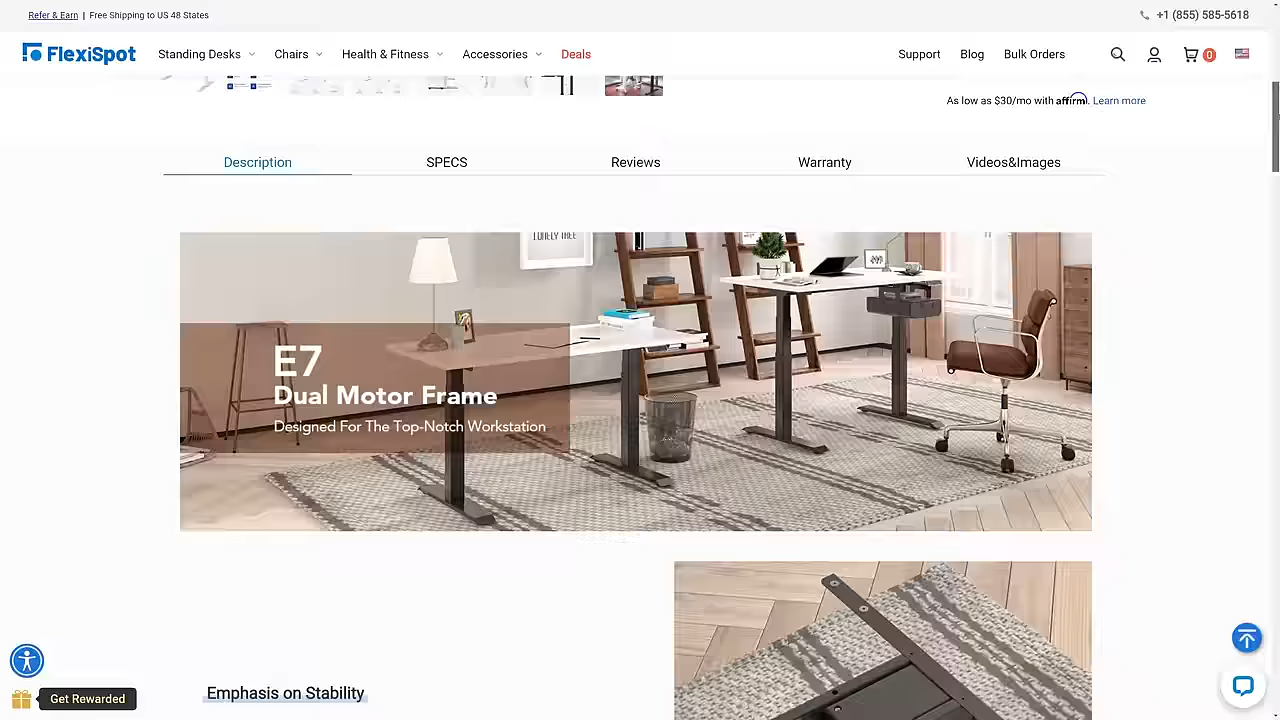 Refer & Earn | Free Shipping to US 48 States
+1 (855) 585-5618
FlexiSpot
Standing Desks
Chairs
Health & Fitness
Accessories
Deals
Support
Blog
Bulk Orders
0
As low as $30/mo with affirm. Learn more
Description
SPECS
Reviews
Warranty
Videos&Images
LONELY TREE
E7
Dual Motor Frame
Designed For The Top-Notch Workstation
Emphasis on Stability
Get Rewarded